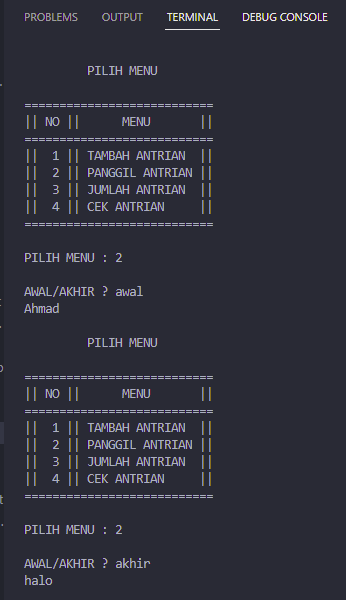 PROBLEMS OUTPUT TERMINAL DEBUG CONSOLE
PILIH MENU
===========================
|| NO ||      MENU       ||
===========================
||  1 || TAMBAH ANTRIAN  ||
||  2 || PANGGIL ANTRIAN ||
||  3 || JUMLAH ANTRIAN  ||
||  4 || CEK ANTRIAN     ||
===========================
PILIH MENU : 2
AWAL/AKHIR ? awal
Ahmad
PILIH MENU
===========================
|| NO ||      MENU       ||
===========================
||  1 || TAMBAH ANTRIAN  ||
||  2 || PANGGIL ANTRIAN ||
||  3 || JUMLAH ANTRIAN  ||
||  4 || CEK ANTRIAN     ||
===========================
PILIH MENU : 2
AWAL/AKHIR ? akhir
halo